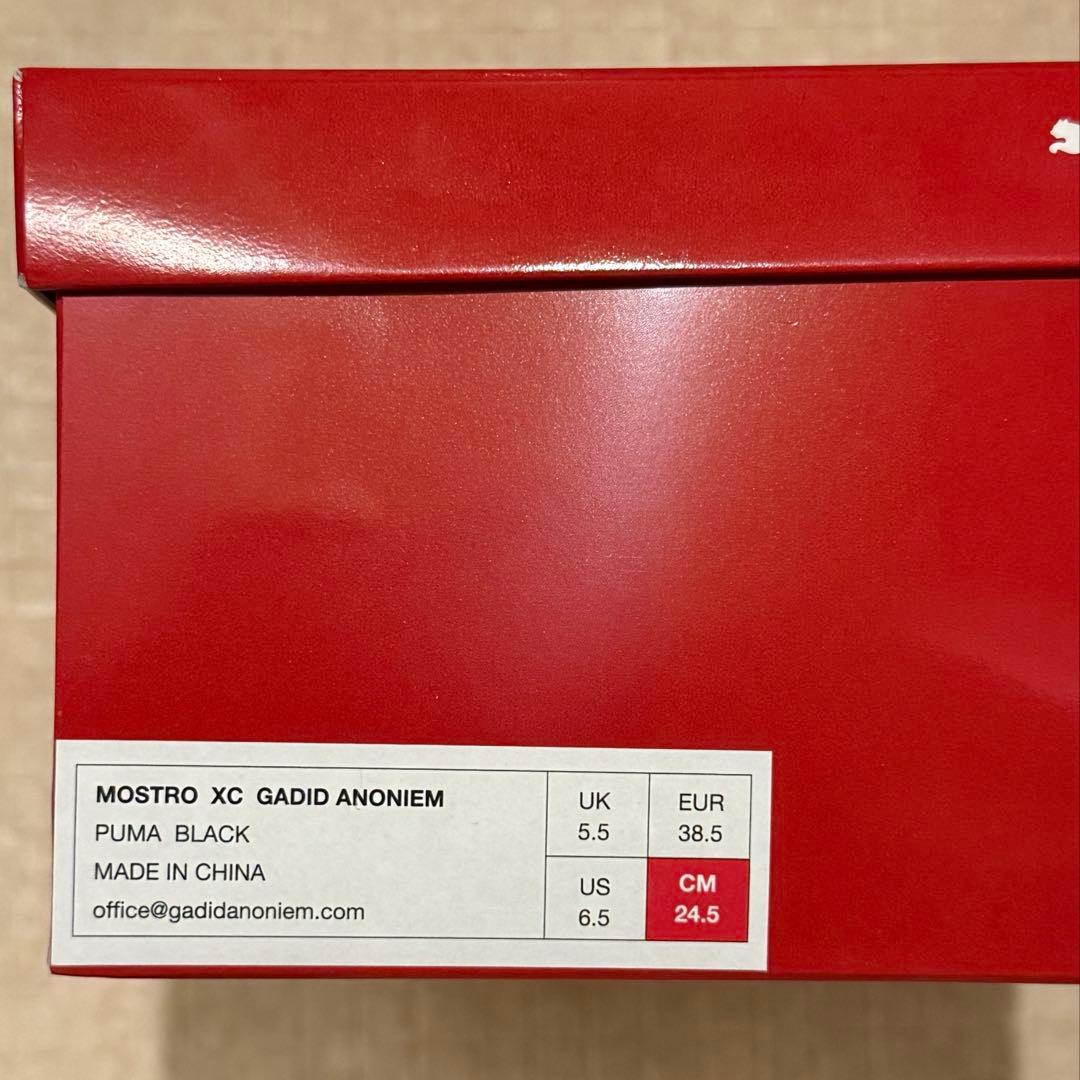 MOSTRO XC GADID ANONIEM
PUMA BLACK
MADE IN CHINA
office@gadidanoniem.com
UK
5.5
EUR
38.5
US
6.5
CM
24.5